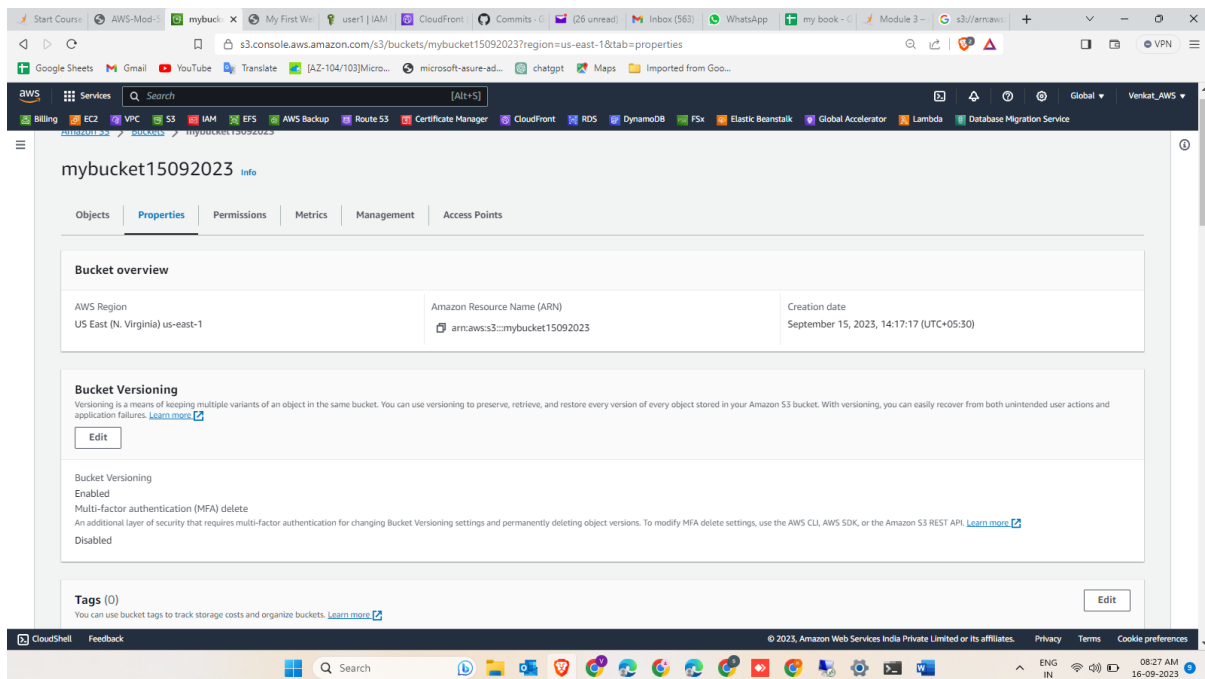 Start Course AWS-Mod-5 mybuck My First We user1 | IAM CloudFront Commits - G (26 unread) Inbox (563) WhatsApp my book - G Module 3 – s3://arn:aws:
s3.console.aws.amazon.com/s3/buckets/mybucket15092023?region=us-east-1&tab=properties VPN
Google Sheets Gmail YouTube Translate [AZ-104/103]Micro... microsoft-asure-ad... chatgpt Maps Imported from Goo...
aws Services Search [Alt+S] Global Venkat_AWS
Billing EC2 VPC S3 IAM EFS AWS Backup Route 53 Certificate Manager CloudFront RDS DynamoDB FSx Elastic Beanstalk Global Accelerator Lambda Database Migration Service
Amazon S3 > Buckets > mybucket15092023
mybucket15092023 Info
Objects Properties Permissions Metrics Management Access Points
Bucket overview
AWS Region Amazon Resource Name (ARN) Creation date
US East (N. Virginia) us-east-1 arn:aws:s3:::mybucket15092023 September 15, 2023, 14:17:17 (UTC+05:30)
Bucket Versioning
Versioning is a means of keeping multiple variants of an object in the same bucket. You can use versioning to preserve, retrieve, and restore every version of every object stored in your Amazon S3 bucket. With versioning, you can easily recover from both unintended user actions and
application failures. Learn more
Edit
Bucket Versioning
Enabled
Multi-factor authentication (MFA) delete
An additional layer of security that requires multi-factor authentication for changing Bucket Versioning settings and permanently deleting object versions. To modify MFA delete settings, use the AWS CLI, AWS SDK, or the Amazon S3 REST API. Learn more
Disabled
Tags (0) Edit
You can use bucket tags to track storage costs and organize buckets. Learn more
CloudShell Feedback © 2023, Amazon Web Services India Private Limited or its affiliates. Privacy Terms Cookie preferences
Search ENG 08:27 AM
IN 16-09-2023